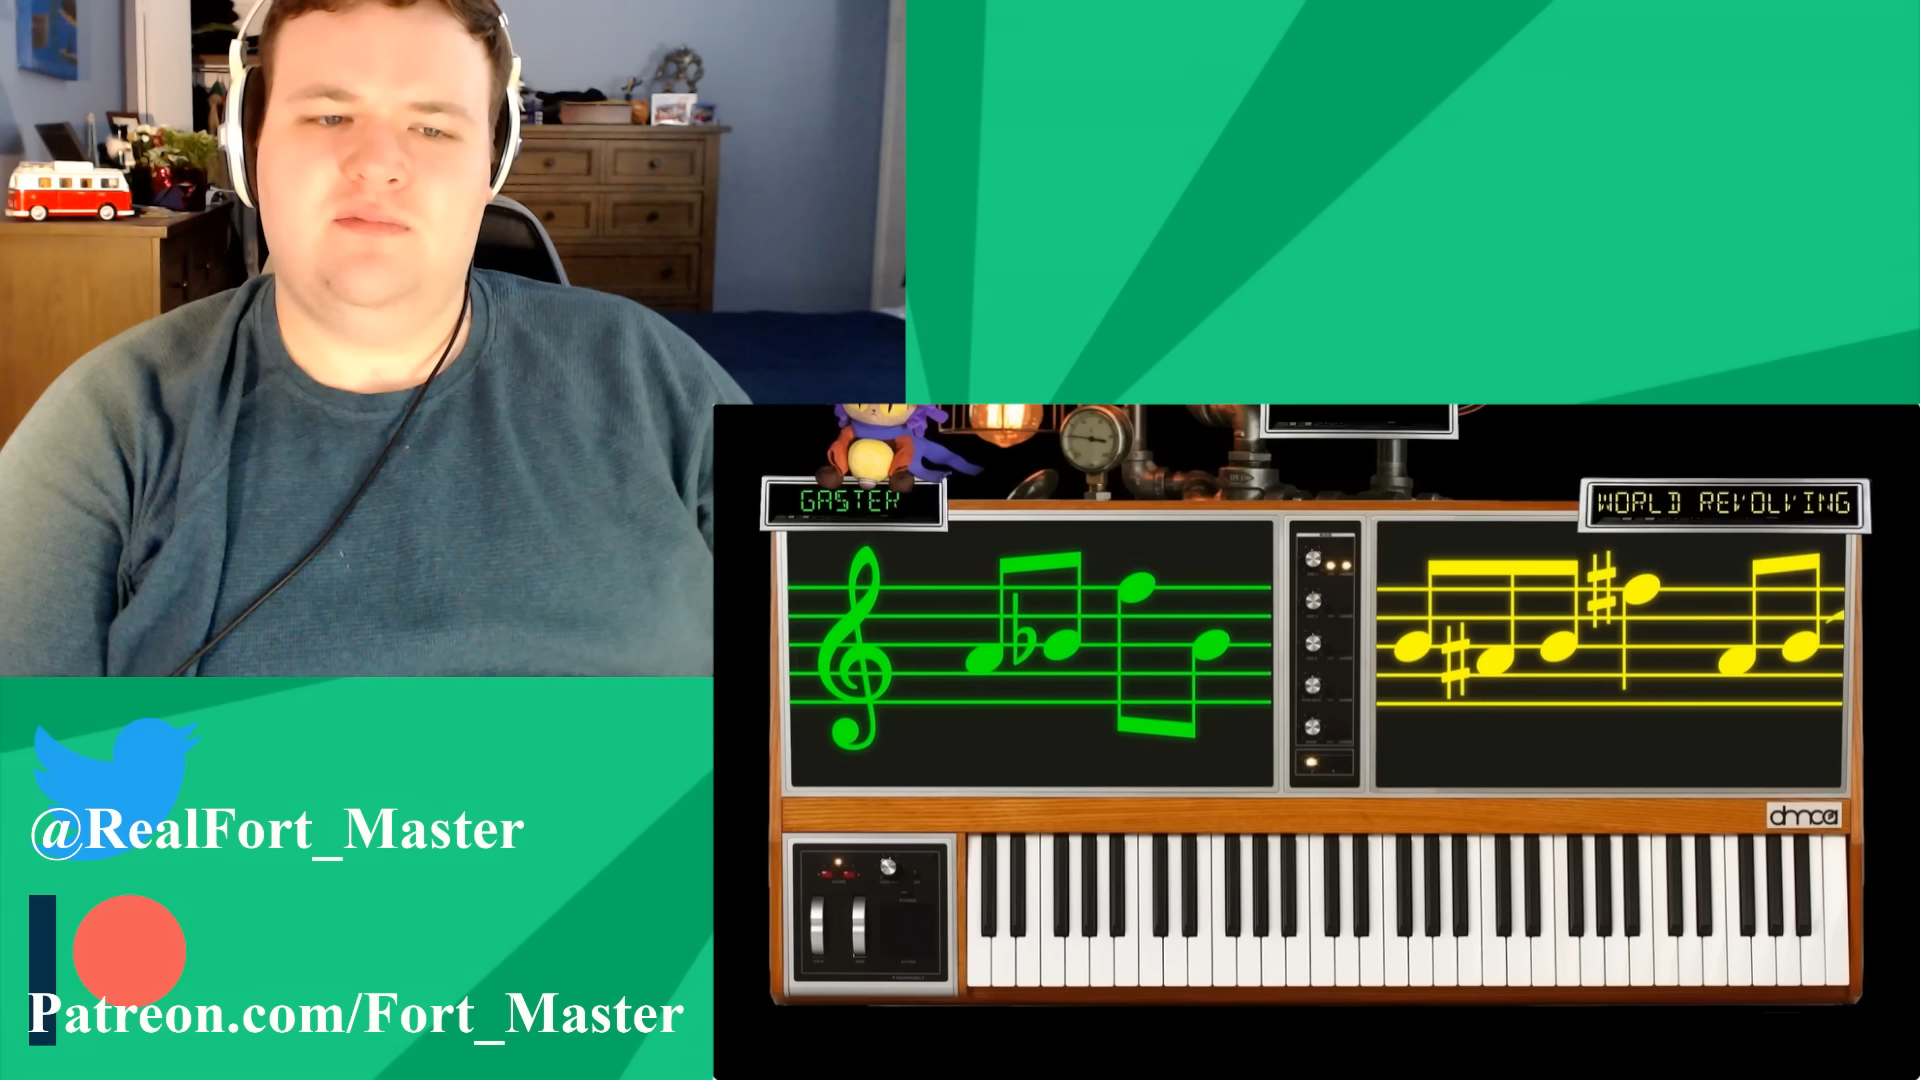 GASTER
WORLD REVOLVING
dmca
@RealFort_Master
Patreon.com/Fort_Master